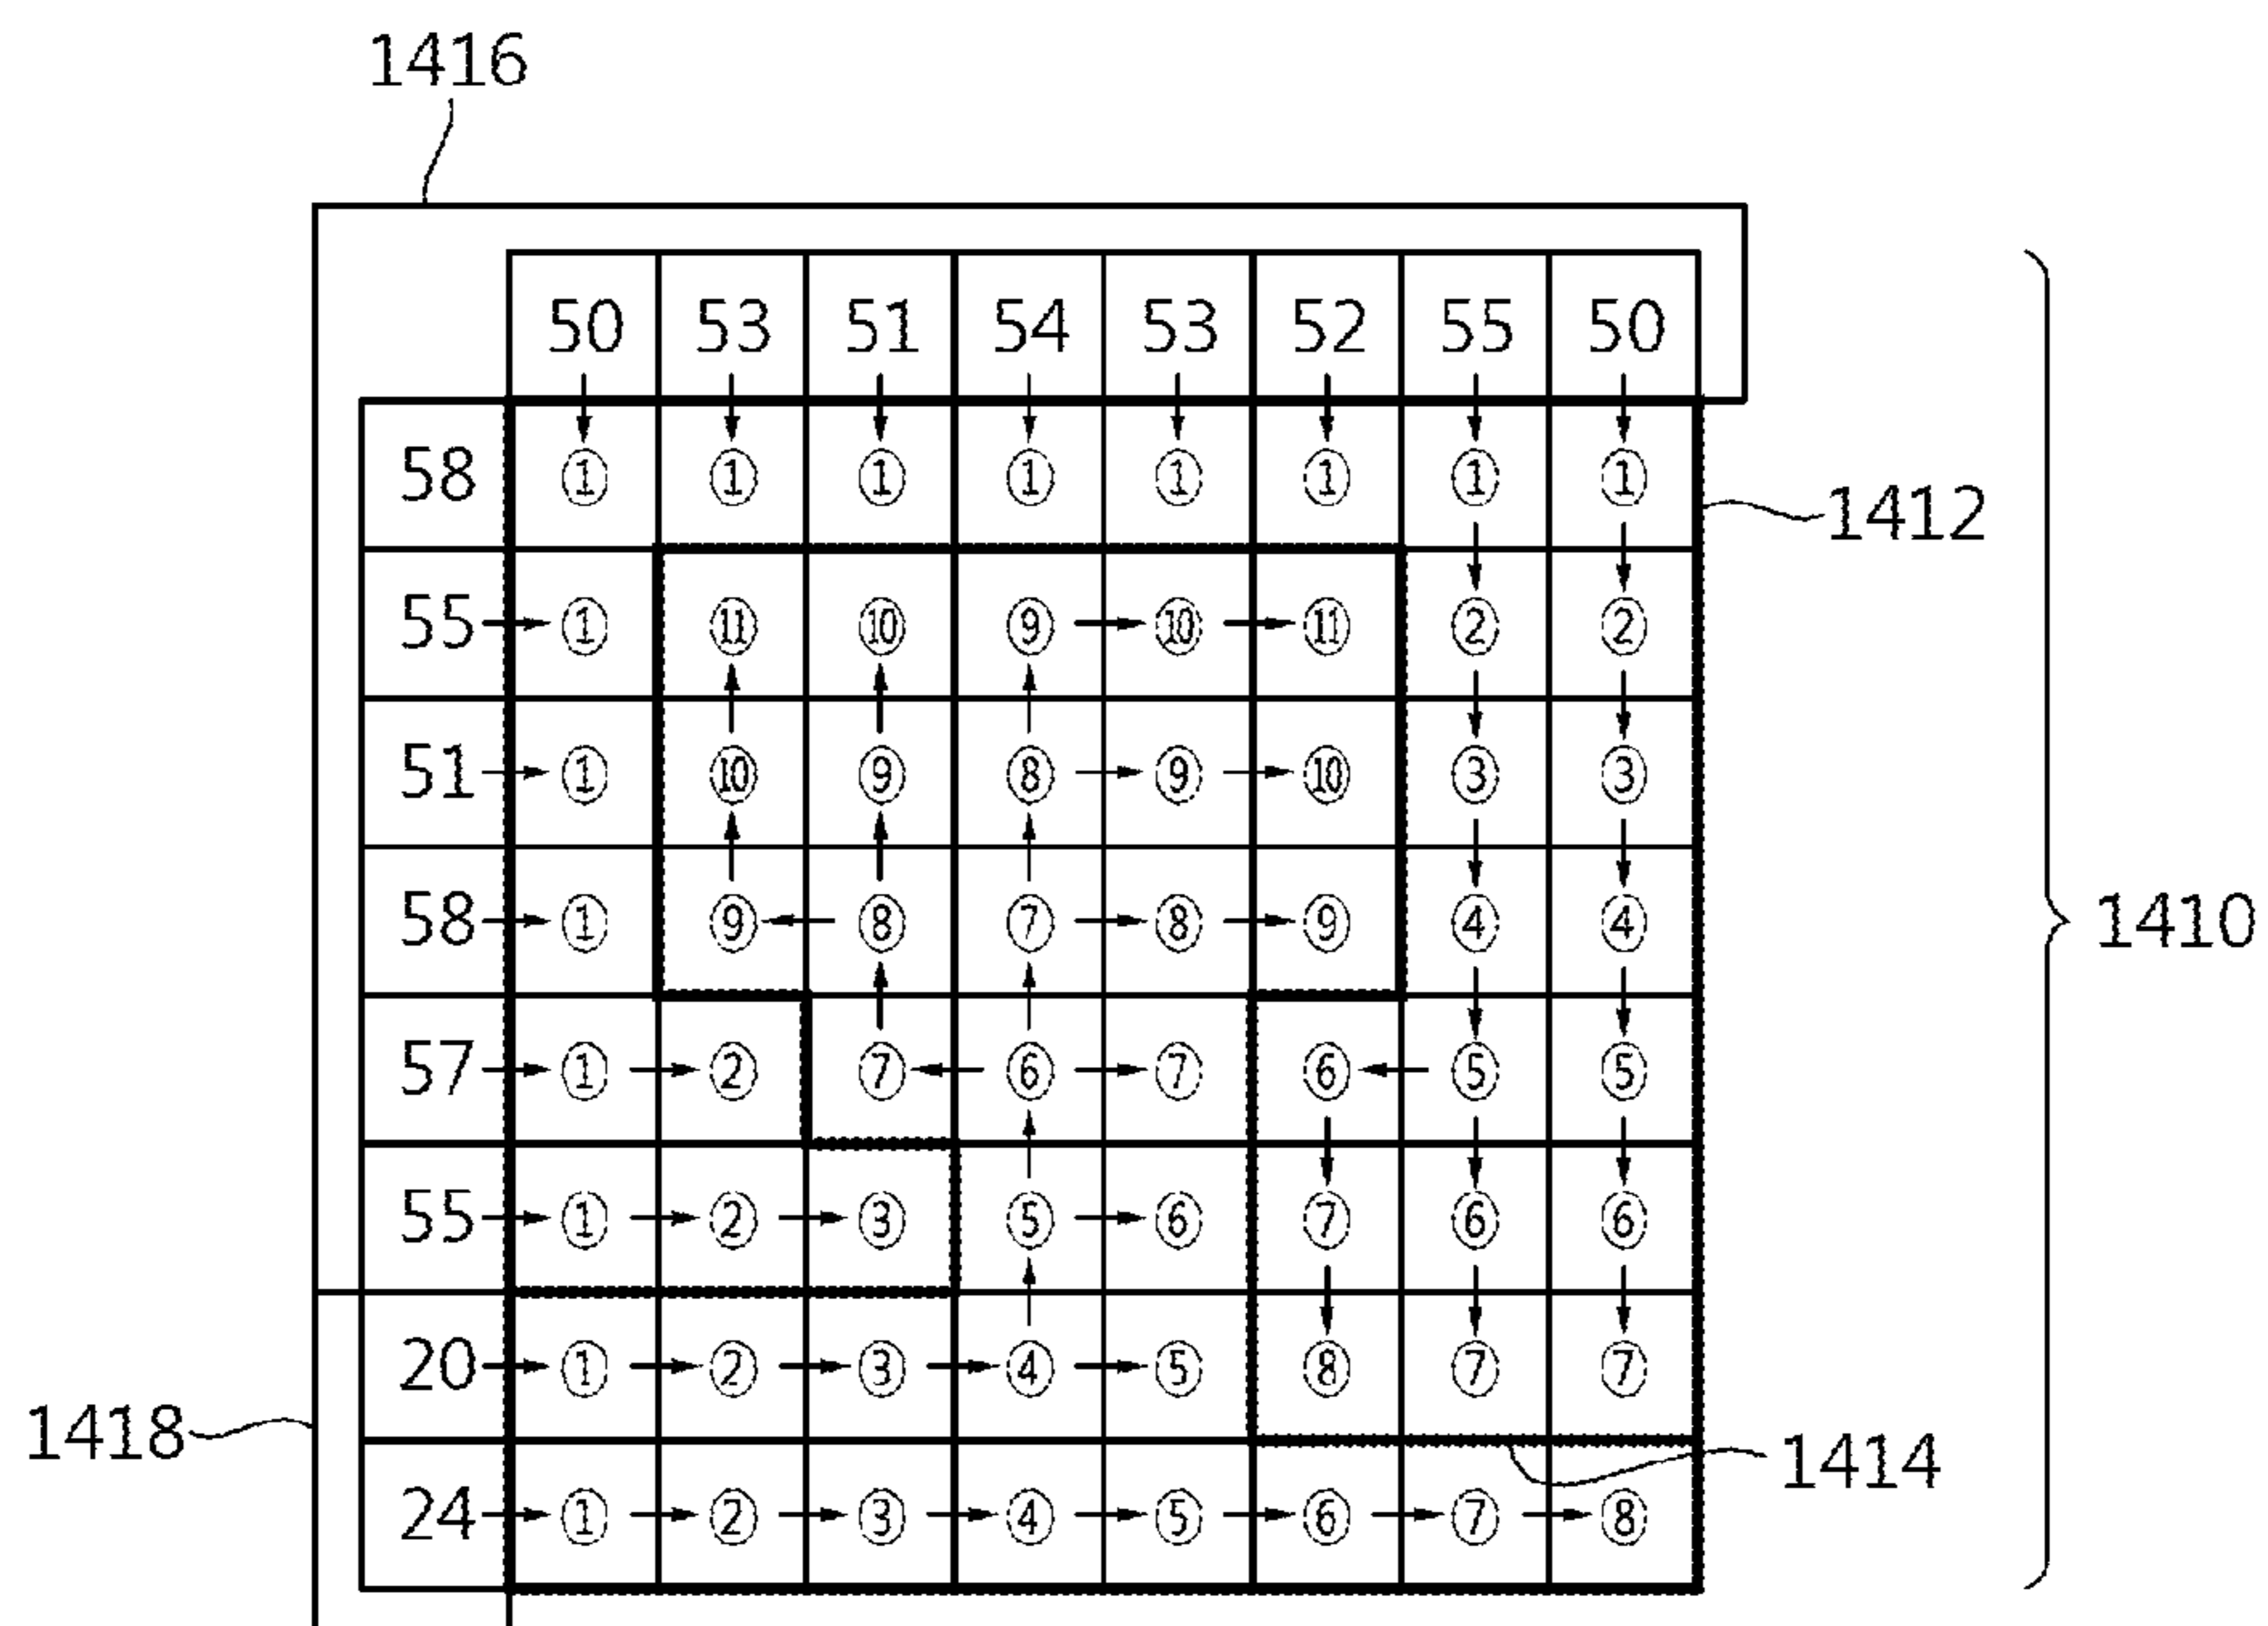 1416
50 53 51 54 53 52 55 50
58 ① ① ① ① ① ① ① ①
1412
55 ① ⑪ ⑩ ⑨ ⑩ ⑪ ② ②
51 ① ⑩ ⑨ ⑧ ⑨ ⑩ ③ ③
58 ① ⑨ ⑧ ⑦ ⑧ ⑨ ④ ④
1410
57 ① ② ⑦ ⑥ ⑦ ⑥ ⑤ ⑤
55 ① ② ③ ⑤ ⑥ ⑦ ⑥ ⑥
20 ① ② ③ ④ ⑤ ⑧ ⑦ ⑦
1418
1414
24 ① ② ③ ④ ⑤ ⑥ ⑦ ⑧